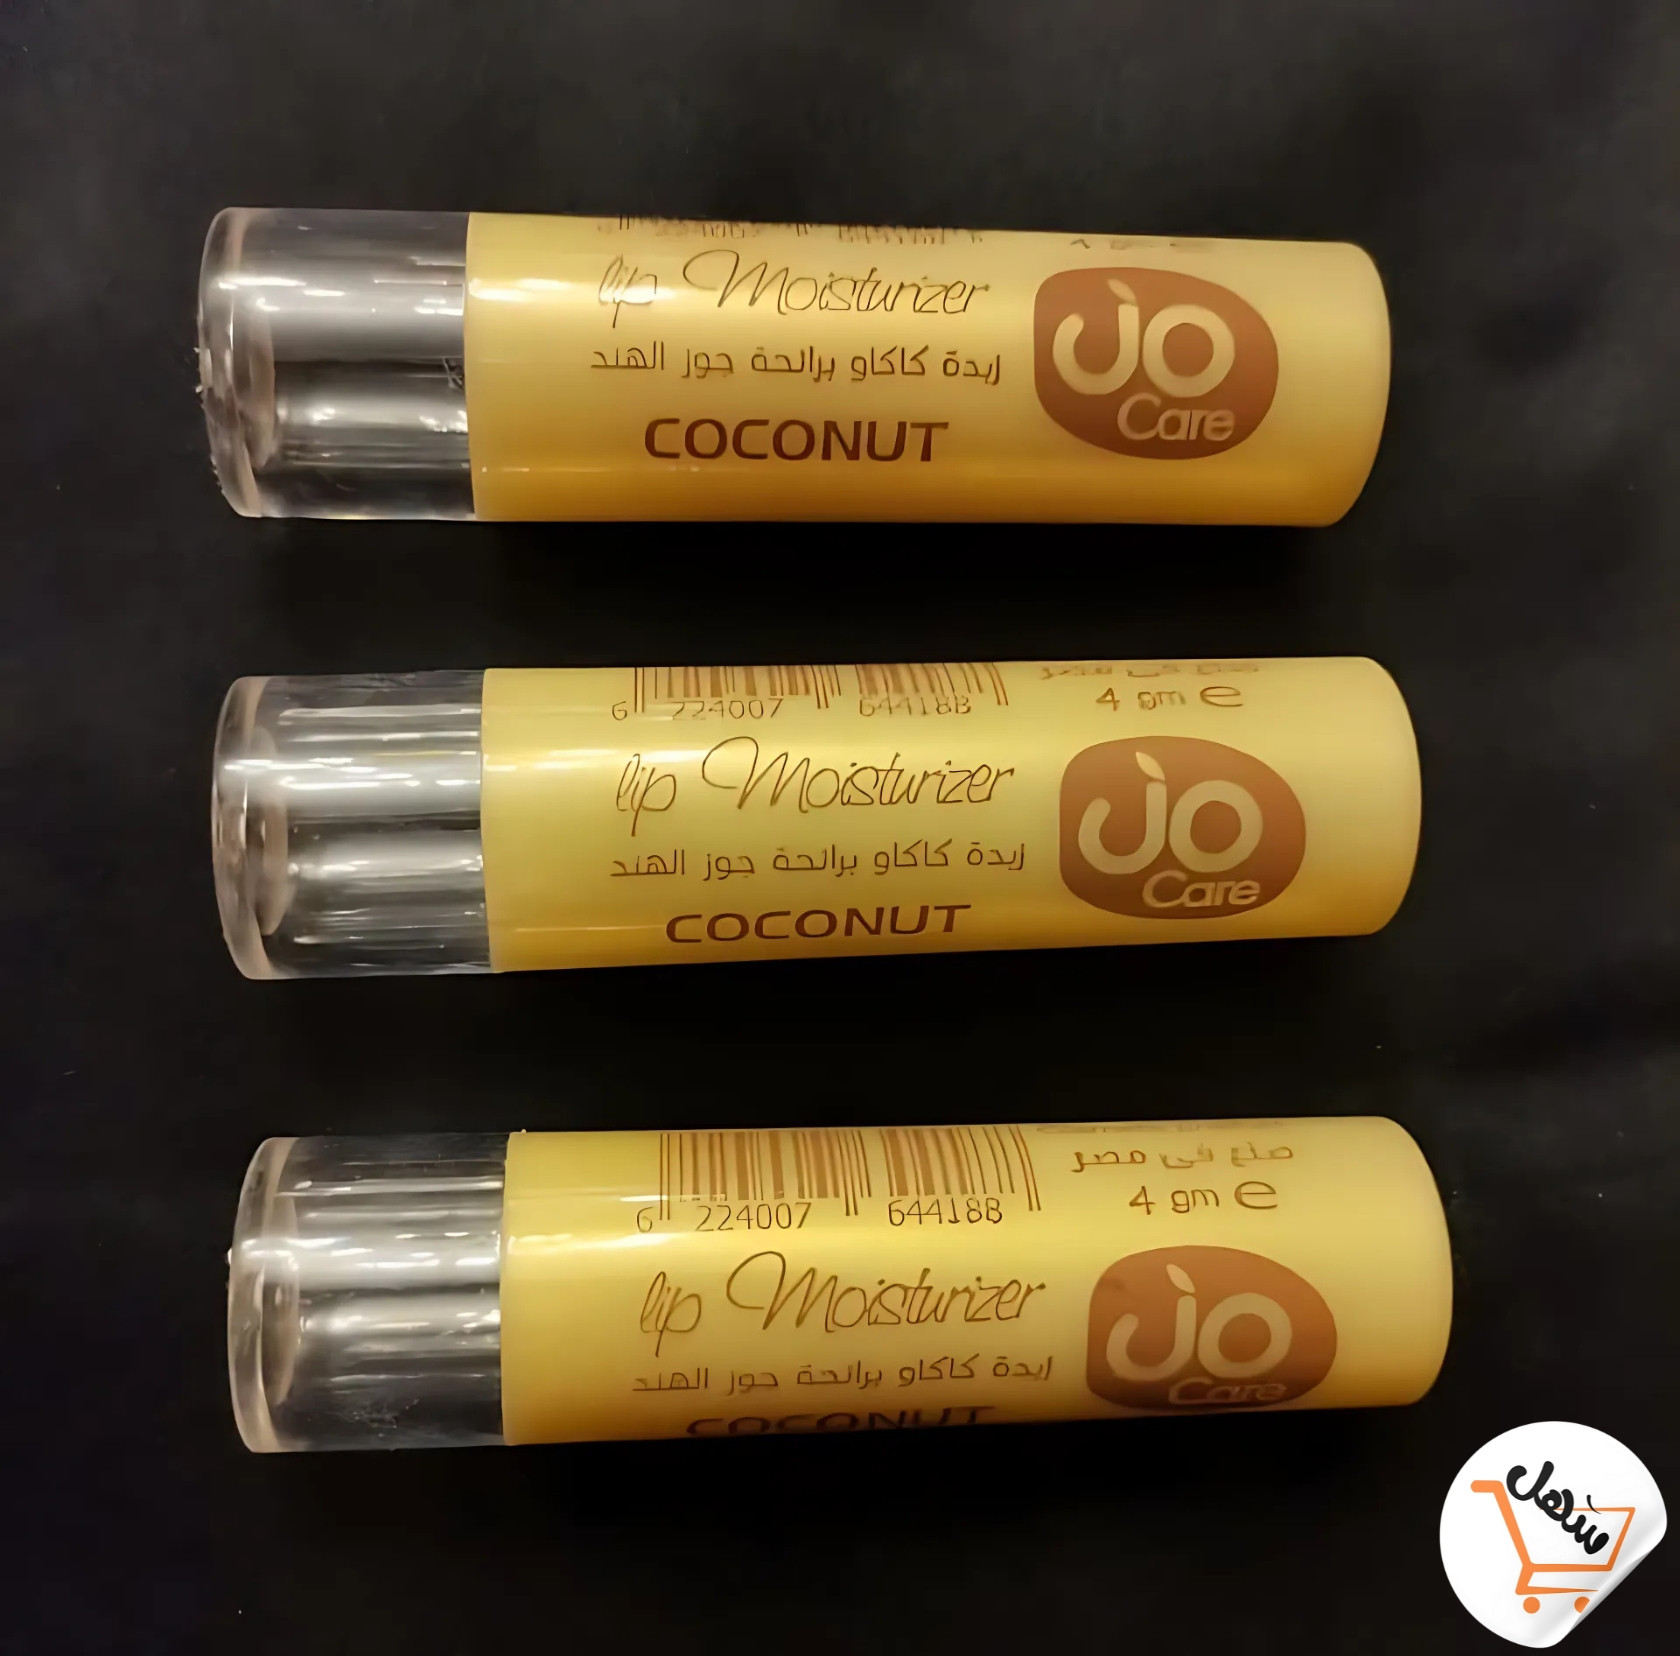 lip Moisturizer
زبدة كاكاو برائحة جوز الهند
COCONUT
Jo
Care
6 224007 644188
4 gm e
lip Moisturizer
زبدة كاكاو برائحة جوز الهند
COCONUT
Jo
Care
صنع فى مصر
6 224007 644188
4 gm e
lip Moisturizer
زبدة كاكاو برائحة جوز الهند
COCONUT
Jo
Care
سهل